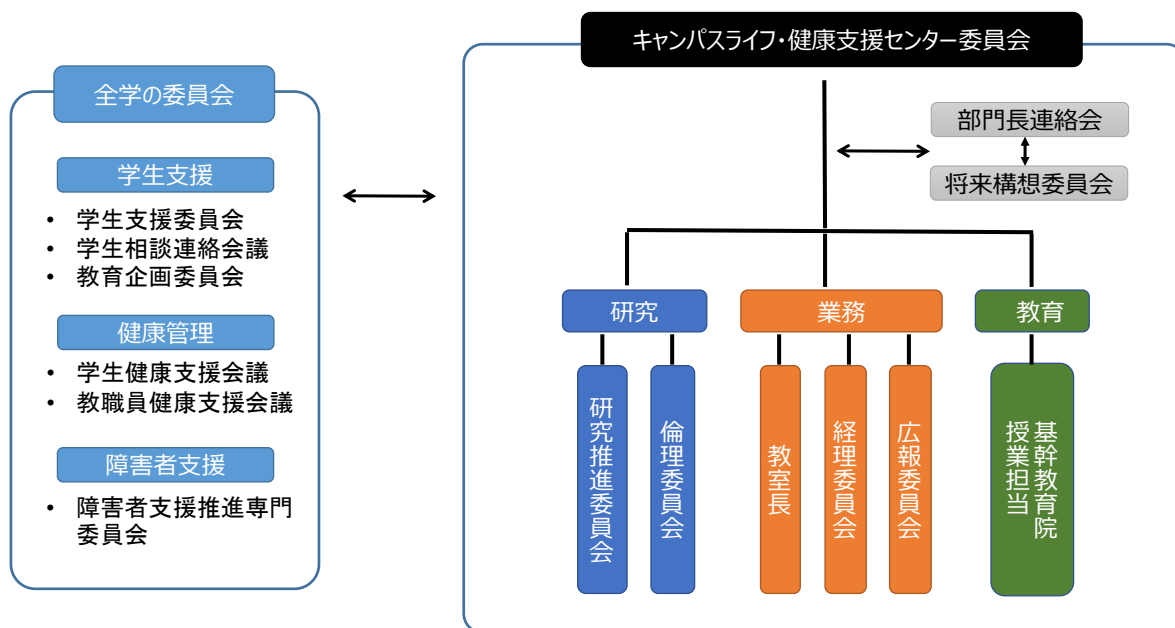 全学の委員会
学生支援
• 学生支援委員会
• 学生相談連絡会議
• 教育企画委員会
健康管理
• 学生健康支援会議
• 教職員健康支援会議
障害者支援
• 障害者支援推進専門
委員会
キャンパスライフ・健康支援センター委員会
部門長連絡会
将来構想委員会
研究
業務
教育
研究推進委員会
倫理委員会
教室長
経理委員会
広報委員会
基幹教育院
授業担当